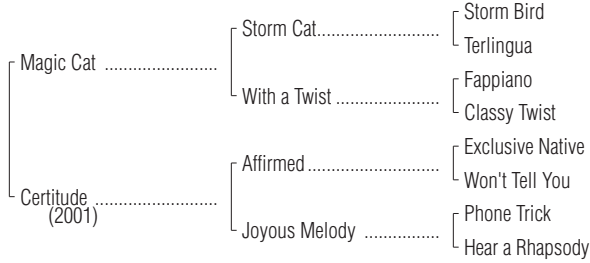 Storm Bird
Storm Cat.............................
Terlingua
Magic Cat ........................
Fappiano
With a Twist ........................
Classy Twist
Exclusive Native
Affirmed...............................
Won't Tell You
Certitude ..........................
(2001)
Phone Trick
Joyous Melody .................
Hear a Rhapsody